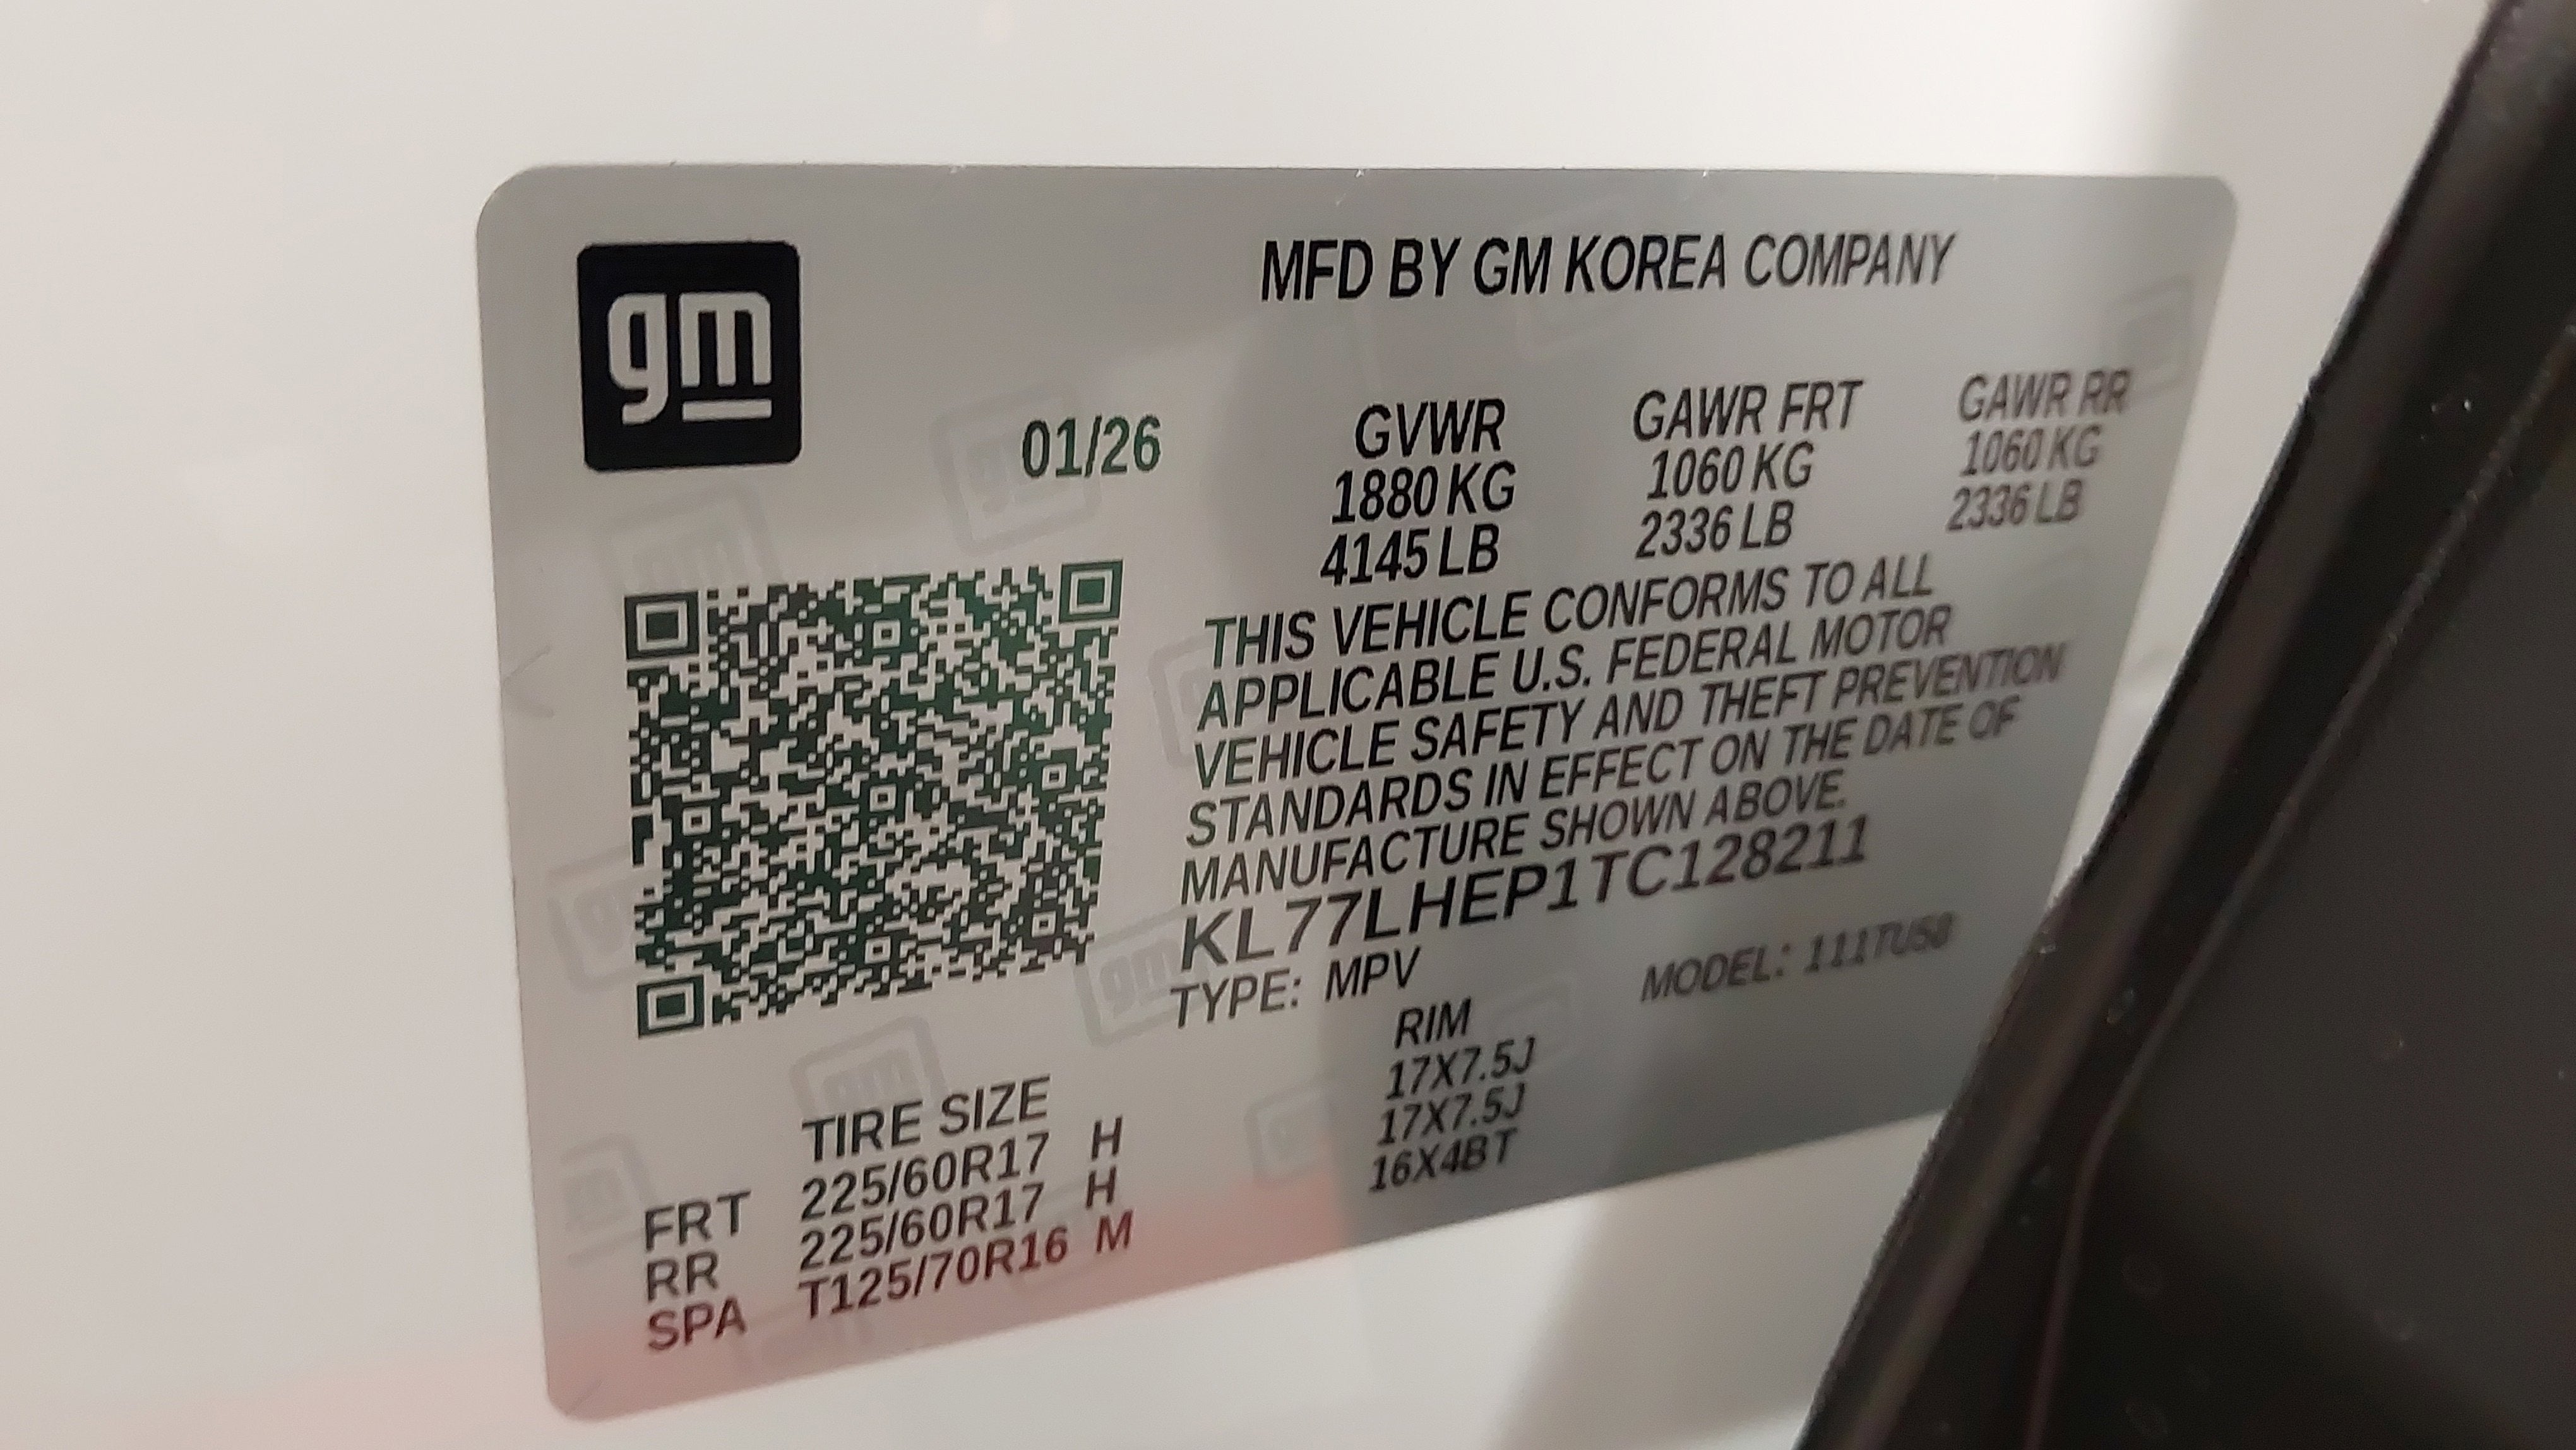 gm
MFD BY GM KOREA COMPANY
01/26
GVWR GAWR FRT GAWR RR
1880 KG 1060 KG 1060 KG
4145 LB 2336 LB 2336 LB
THIS VEHICLE CONFORMS TO ALL
APPLICABLE U.S. FEDERAL MOTOR
VEHICLE SAFETY AND THEFT PREVENTION
STANDARDS IN EFFECT ON THE DATE OF
MANUFACTURE SHOWN ABOVE.
KL77LHEP1TC128211
TYPE: MPV MODEL: 1TU58
TIRE SIZE RIM
FRT 225/60R17 H 17X7.5J
RR 225/60R17 H 17X7.5J
SPA T125/70R16 M 16X4BT